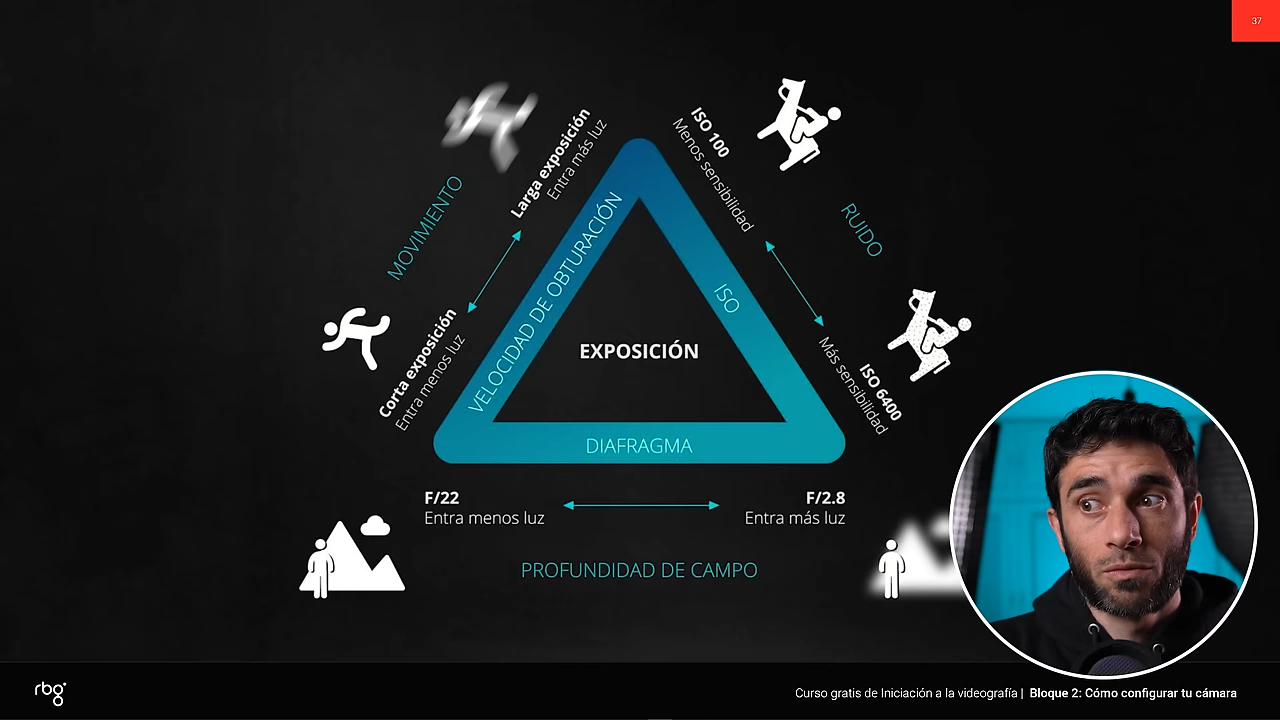 37
Larga exposición
Entra más luz
ISO 100
Menos sensibilidad
MOVIMIENTO
RUIDO
VELOCIDAD DE OBTURACIÓN
ISO
Corta exposición
Entra menos luz
EXPOSICIÓN
Más sensibilidad
ISO 6400
DIAFRAGMA
F/22
Entra menos luz
F/2.8
Entra más luz
PROFUNDIDAD DE CAMPO
rbg
Curso gratis de Iniciación a la videografía | Bloque 2: Cómo configurar tu cámara